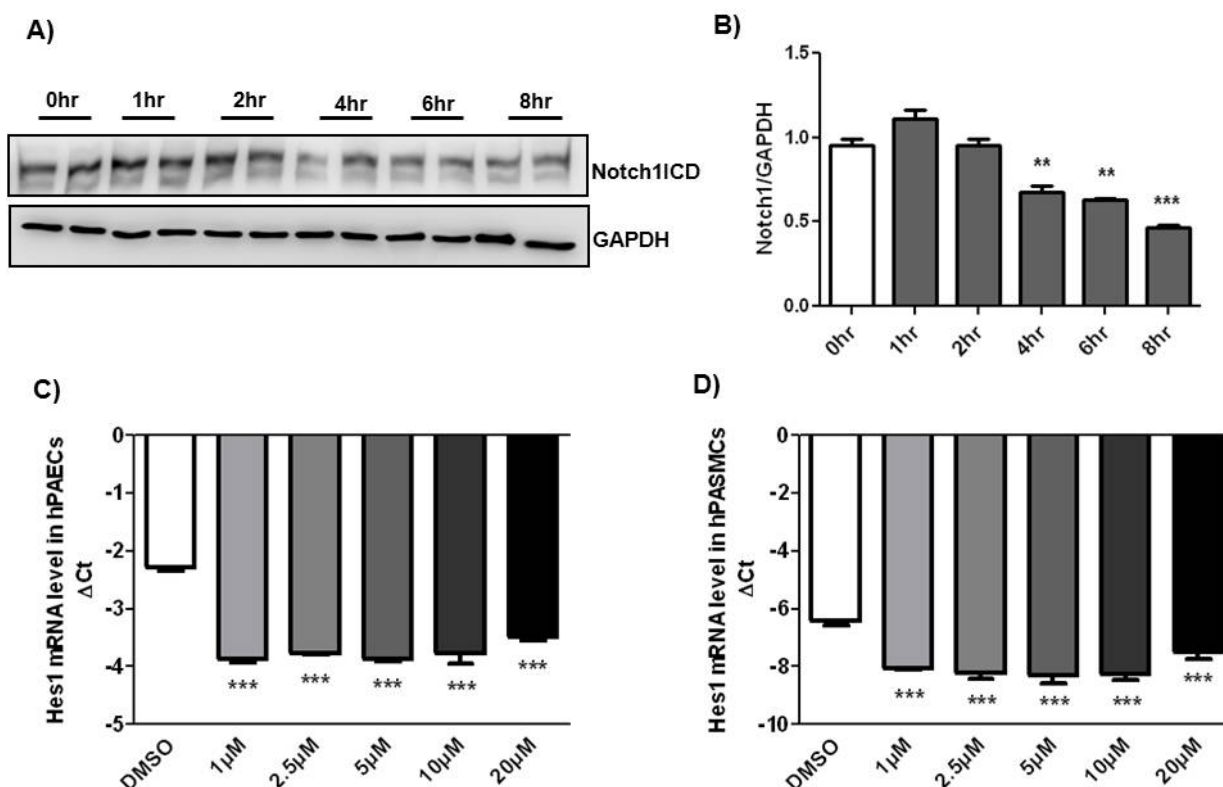 A)
0hr 1hr 2hr 4hr 6hr 8hr
Notch1ICD
GAPDH
B)
Notch1/GAPDH
1.5
1.0
0.5
0.0
** ** ***
0hr 1hr 2hr 4hr 6hr 8hr
C)
Hes1 mRNA level in hPAECs
ΔCt
0
-1
-2
-3
-4
-5
*** *** *** *** ***
DMSO 1µM 2.5µM 5µM 10µM 20µM
D)
Hes1 mRNA level in hPASMCs
ΔCt
0
-2
-4
-6
-8
-10
*** *** *** *** ***
DMSO 1µM 2.5µM 5µM 10µM 20µM